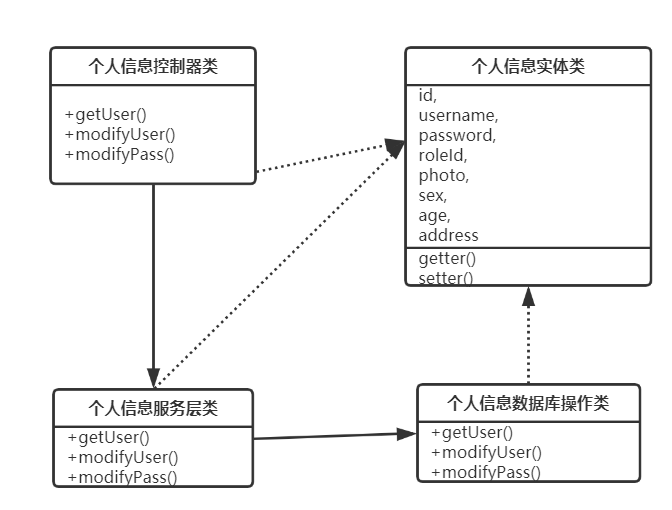 个人信息控制器类
+getUser()
+modifyUser()
+modifyPass()
个人信息实体类
id,
username,
password,
roleId,
photo,
sex,
age,
address
getter()
setter()
个人信息服务层类
+getUser()
+modifyUser()
+modifyPass()
个人信息数据库操作类
+getUser()
+modifyUser()
+modifyPass()